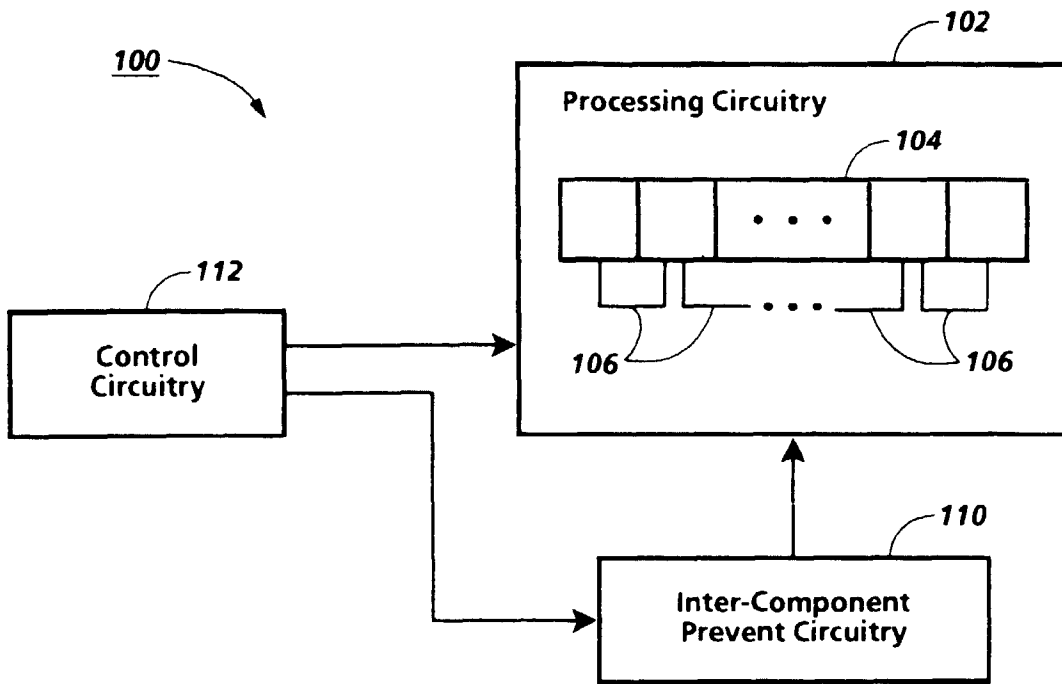 102
100
Processing Circuitry
104
112
Control
Circuitry
106
106
110
Inter-Component
Prevent Circuitry